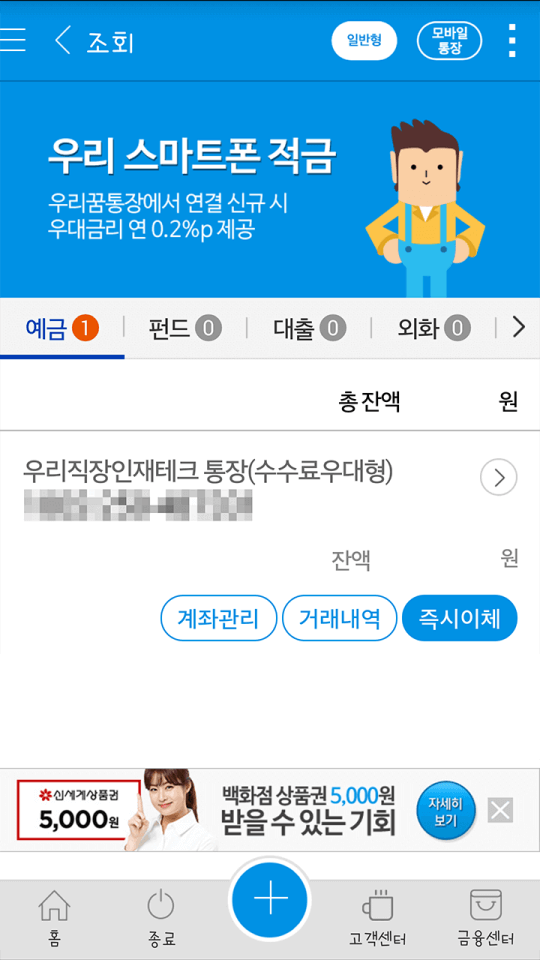 조회
일반형
모바일
통장
우리 스마트폰 적금
우리꿈통장에서 연결 신규 시
우대금리 연 0.2%p 제공
예금 1
펀드 0
대출 0
외화 0
총 잔액 원
우리직장인재테크 통장(수수료우대형)
잔액 원
계좌관리
거래내역
즉시이체
신세계상품권
5,000원
백화점 상품권 5,000원
받을 수 있는 기회
자세히
보기
홈
종료
고객센터
금융센터